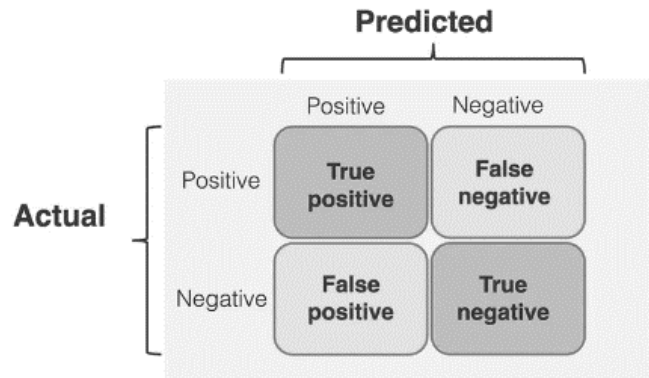 Predicted
Positive
Negative
Positive
True
positive
False
negative
Actual
Negative
False
positive
True
negative